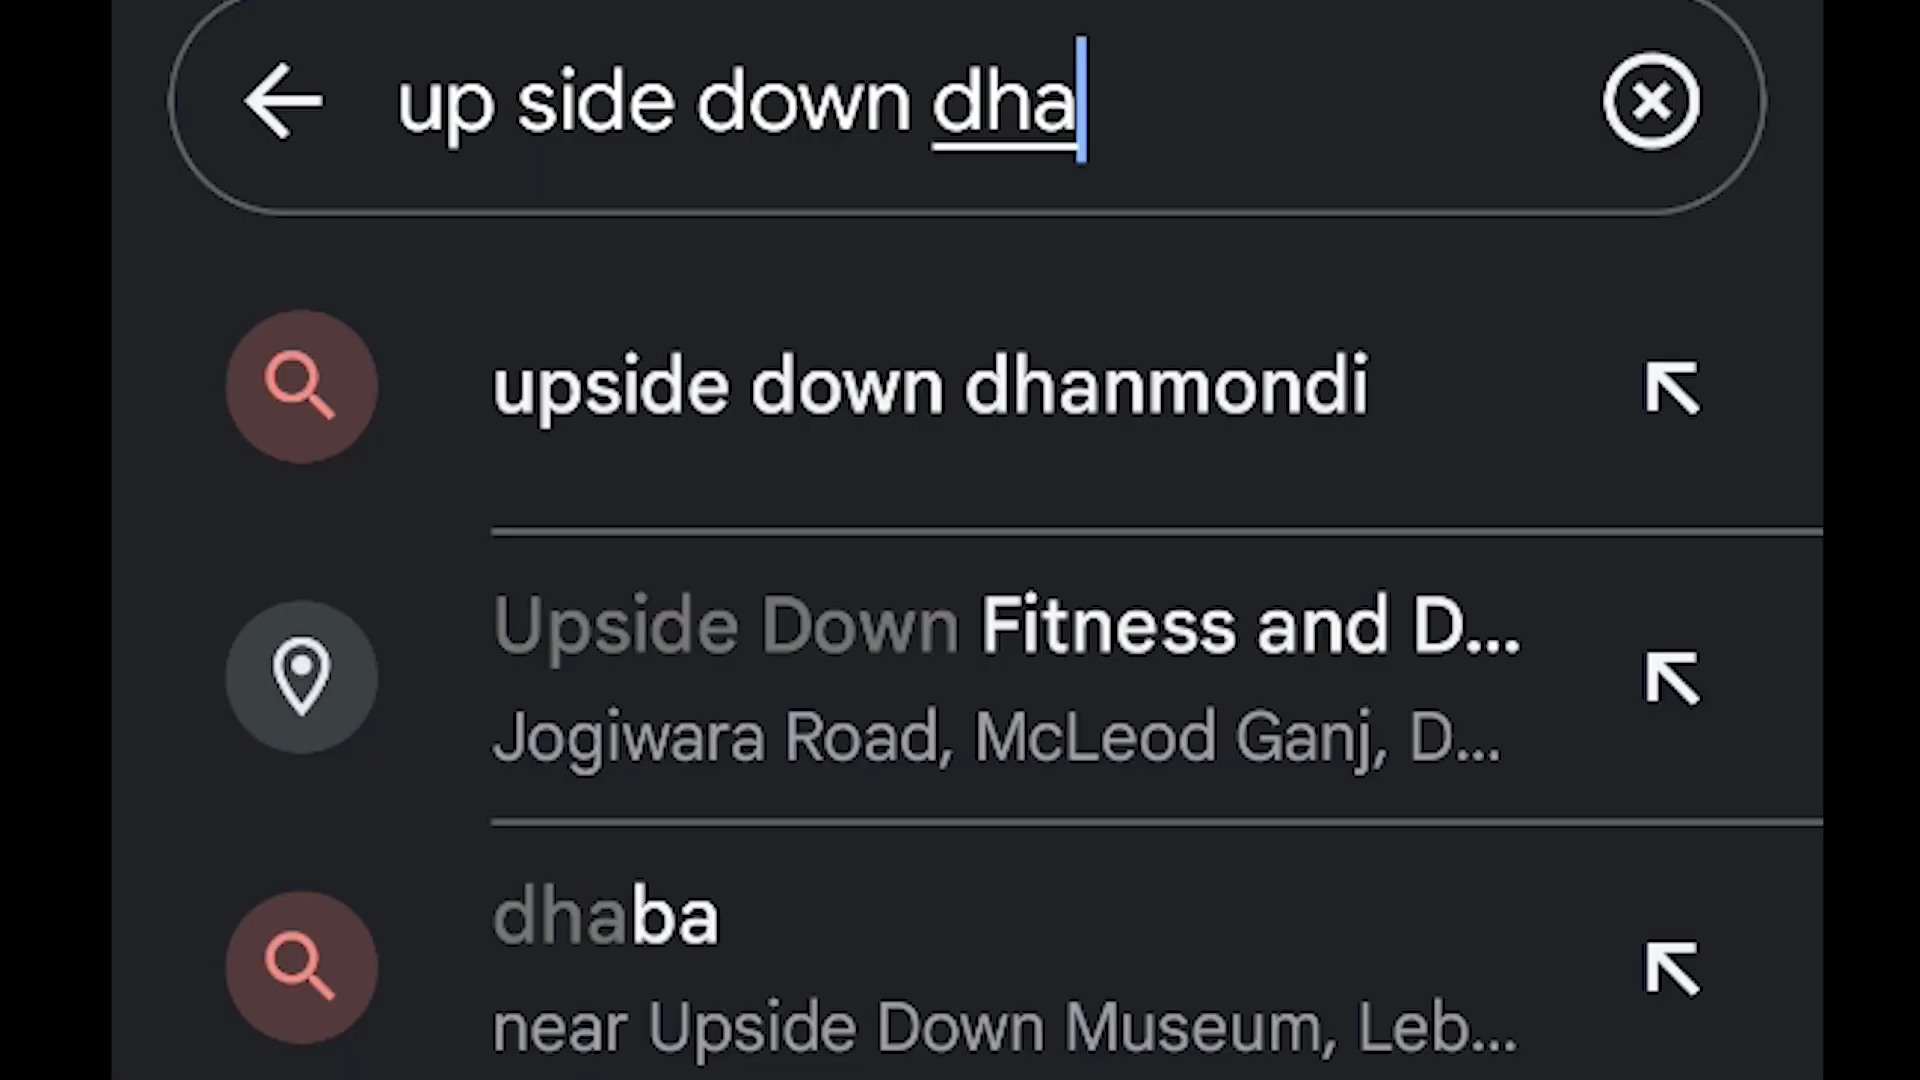 up side down dha
upside down dhanmondi
Upside Down Fitness and D...
Jogiwara Road, McLeod Ganj, D...
dhaba
near Upside Down Museum, Leb...